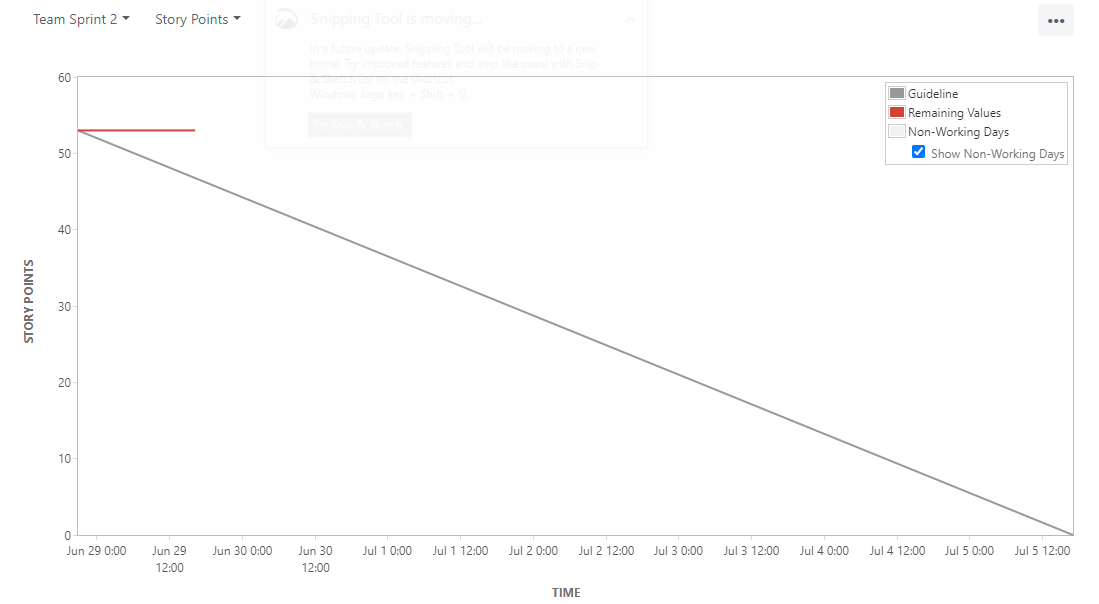 Team Sprint 2
Story Points
Snipping Tool is moving...
In a future update, Snipping Tool will be moving to a new
home. Try improved features and snip like usual with Snip
& Sketch (or try the shortcut
Windows logo key + Shift + S).
Try Snip & Sketch
Guideline
Remaining Values
Non-Working Days
Show Non-Working Days
STORY POINTS
60
50
40
30
20
10
0
Jun 29 0:00
Jun 29
12:00
Jun 30 0:00
Jun 30
12:00
Jul 1 0:00
Jul 1 12:00
Jul 2 0:00
Jul 2 12:00
Jul 3 0:00
Jul 3 12:00
Jul 4 0:00
Jul 4 12:00
Jul 5 0:00
Jul 5 12:00
TIME